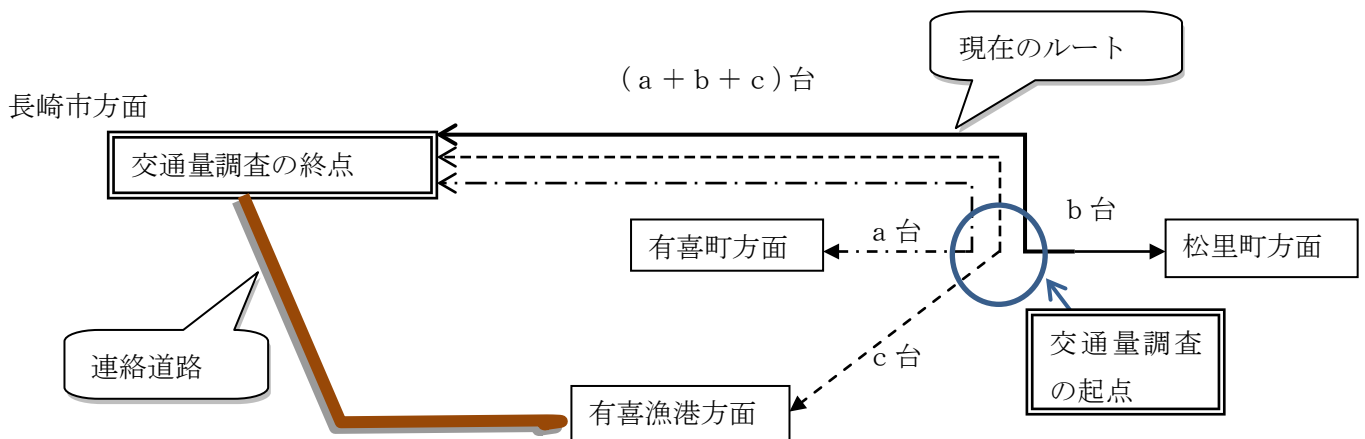 現在のルート
(a+b+c)台
長崎市方面
交通量調査の終点
b台
a台
有喜町方面
松里町方面
交通量調査
の起点
c台
連絡道路
有喜漁港方面